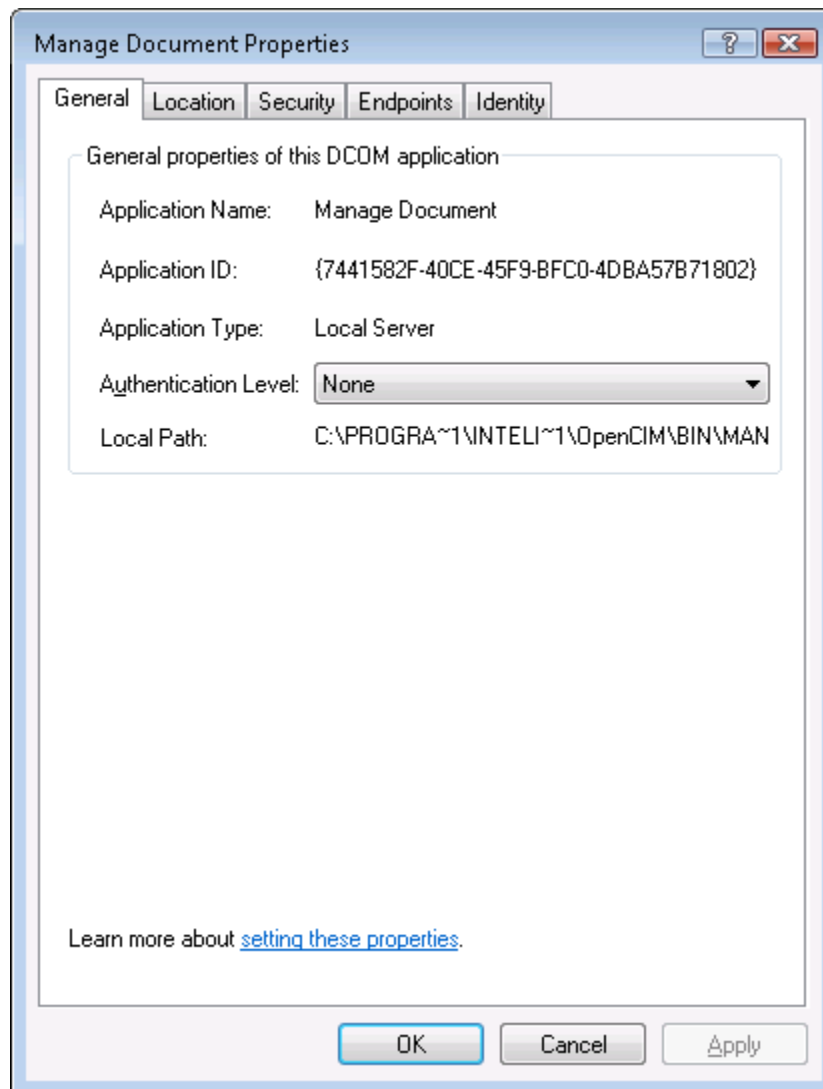 Manage Document Properties
General Location Security Endpoints Identity
General properties of this DCOM application
Application Name: Manage Document
Application ID: {7441582F-40CE-45F9-BFC0-4DBA57B71802}
Application Type: Local Server
Authentication Level: None
Local Path: C:\PROGRA~1\INTELI~1\OpenCIM\BIN\MAN
Learn more about setting these properties.
OK Cancel Apply